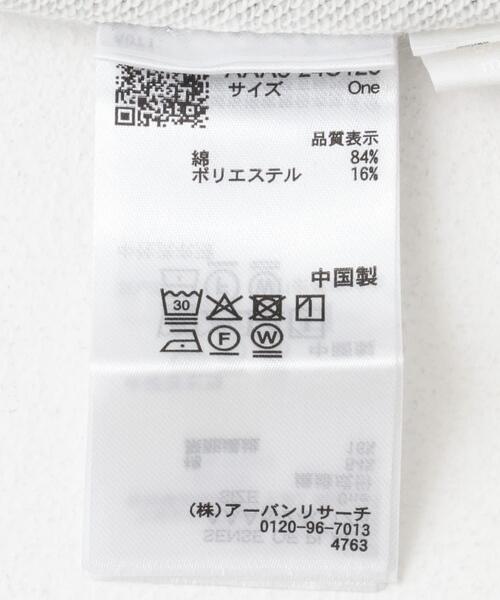 サイズ One
品質表示
綿 84%
ポリエステル 16%
中国製
30
F W
(株)アーバンリサーチ
0120-96-7013
4763